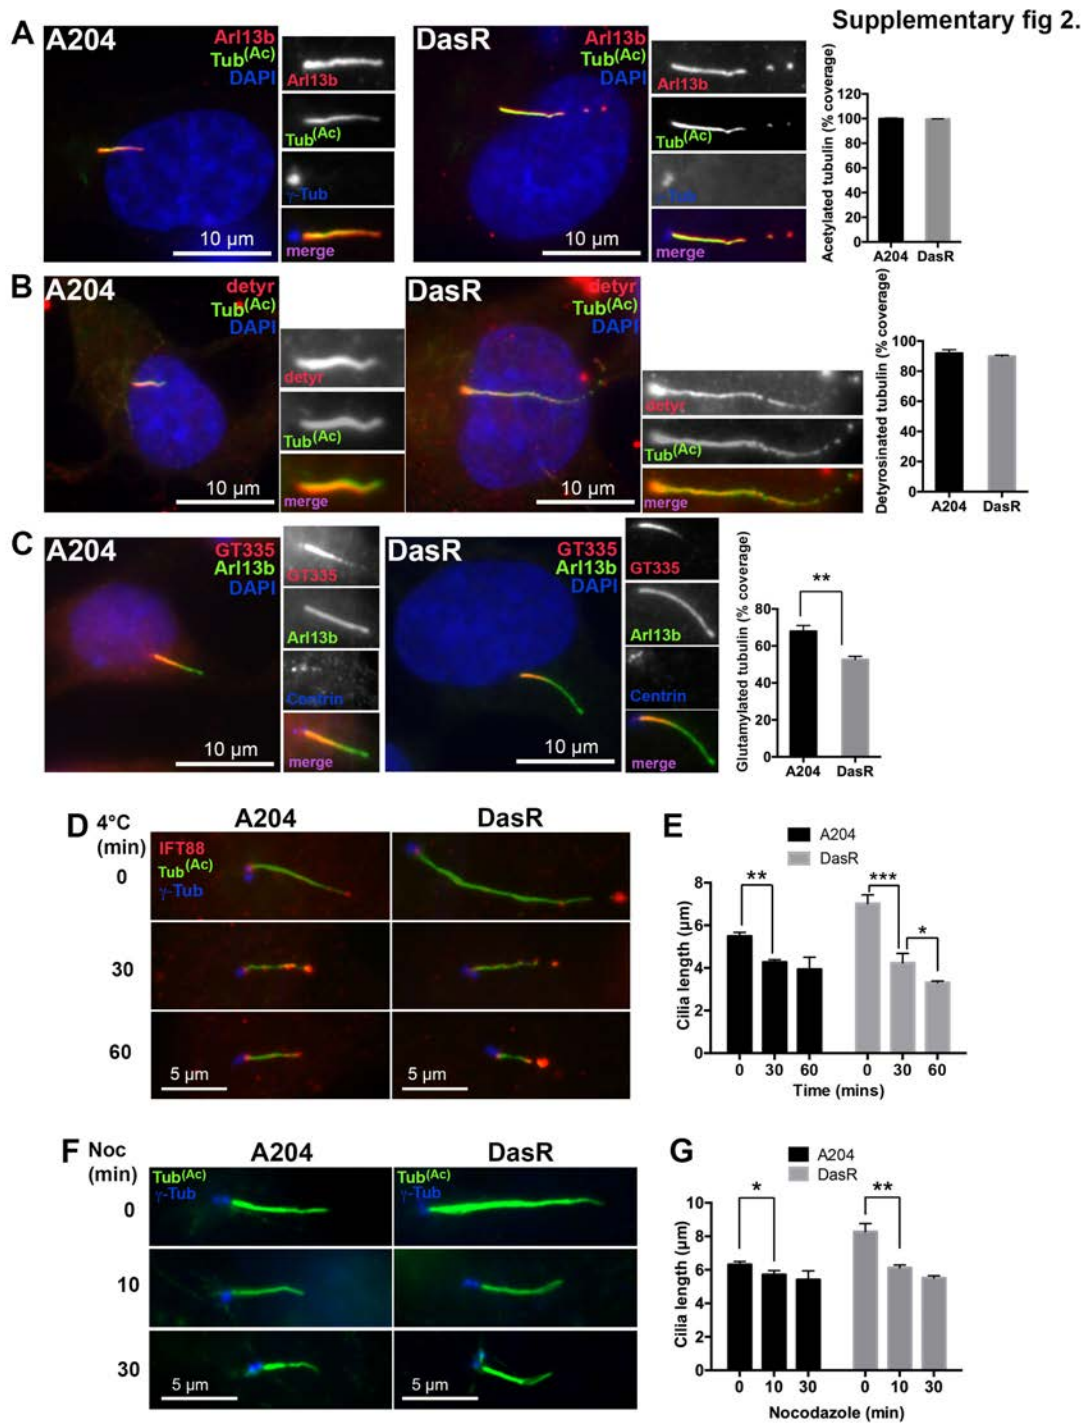 Supplementary fig 2.
A
A204
Arl13b
Tub(Ac)
DAPI
10 µm
Arl13b
Tub(Ac)
γ-Tub
merge
DasR
Arl13b
Tub(Ac)
DAPI
10 µm
Arl13b
Tub(Ac)
γ-Tub
merge
Acetylated tubulin (% coverage)
120
100
80
60
40
20
0
A204 DasR
B
A204
detyr
Tub(Ac)
DAPI
10 µm
detyr
Tub(Ac)
merge
DasR
detyr
Tub(Ac)
DAPI
10 µm
detyr
Tub(Ac)
merge
Detyrosinated tubulin (% coverage)
100
80
60
40
20
0
A204 DasR
C
A204
GT335
Arl13b
DAPI
10 µm
GT335
Arl13b
Centrin
merge
DasR
GT335
Arl13b
DAPI
10 µm
GT335
Arl13b
Centrin
merge
Glutamylated tubulin (% coverage)
80
60
40
20
0
**
A204 DasR
D
4°C
(min)
A204
DasR
0
30
60
IFT88
Tub(Ac)
γ-Tub
5 µm
5 µm
E
A204
DasR
Cilia length (µm)
8
6
4
2
0
**
***
*
0 30 60 0 30 60
Time (mins)
F
Noc
(min)
A204
DasR
0
10
30
Tub(Ac)
γ-Tub
Tub(Ac)
γ-Tub
5 µm
5 µm
G
A204
DasR
Cilia length (µm)
10
8
6
4
2
0
*
**
0 10 30 0 10 30
Nocodazole (min)